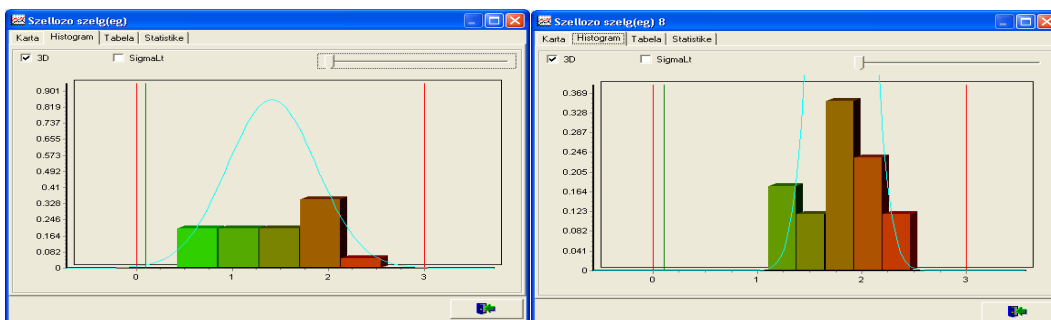 Szellozo szelg(eg)
Karta Histogram Tabela Statistike
3D SigmaLt
0.901
0.819
0.737
0.655
0.573
0.492
0.41
0.328
0.246
0.164
0.082
0
0 1 2 3
Szellozo szelg(eg) 8
Karta Histogram Tabela Statistike
3D SigmaLt
0.369
0.328
0.287
0.246
0.205
0.164
0.123
0.082
0.041
0
0 1 2 3